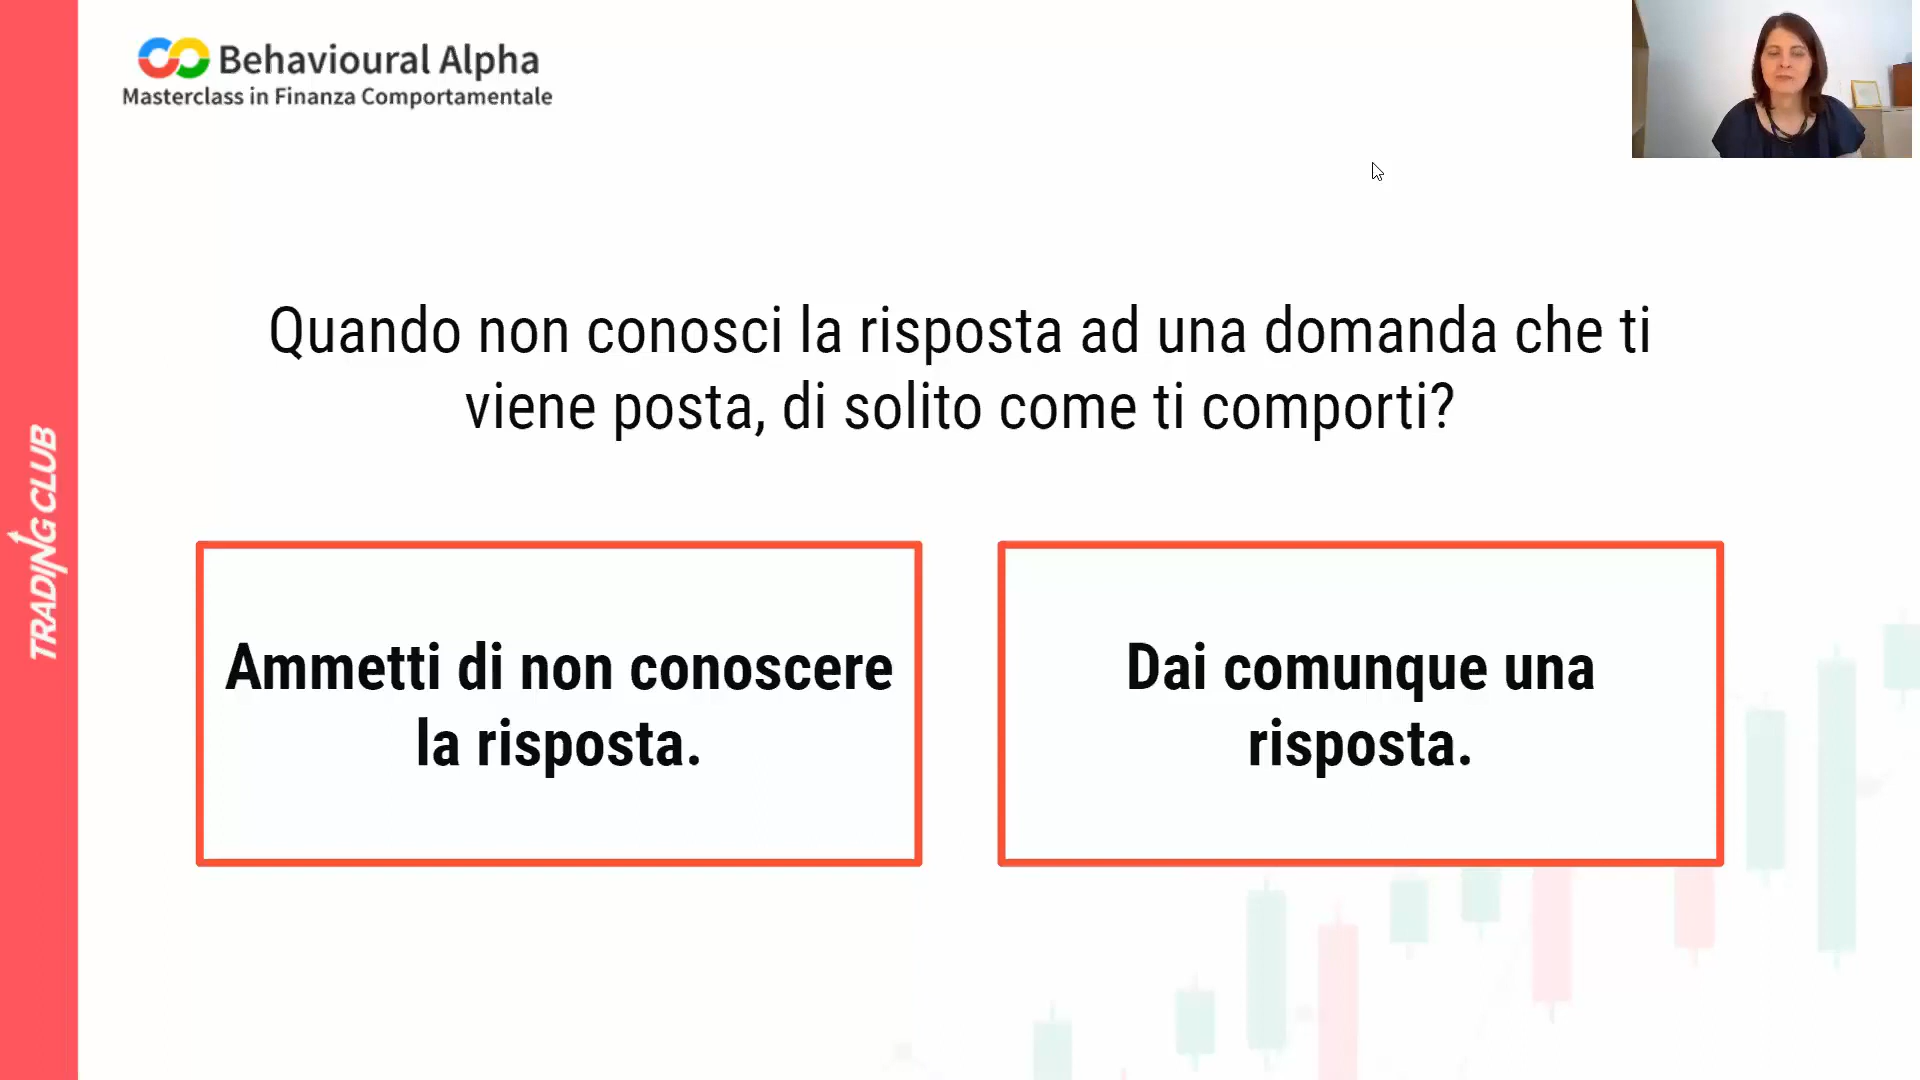 Behavioural Alpha
Masterclass in Finanza Comportamentale
TRADING CLUB
Quando non conosci la risposta ad una domanda che ti
viene posta, di solito come ti comporti?
Ammetti di non conoscere
la risposta.
Dai comunque una
risposta.